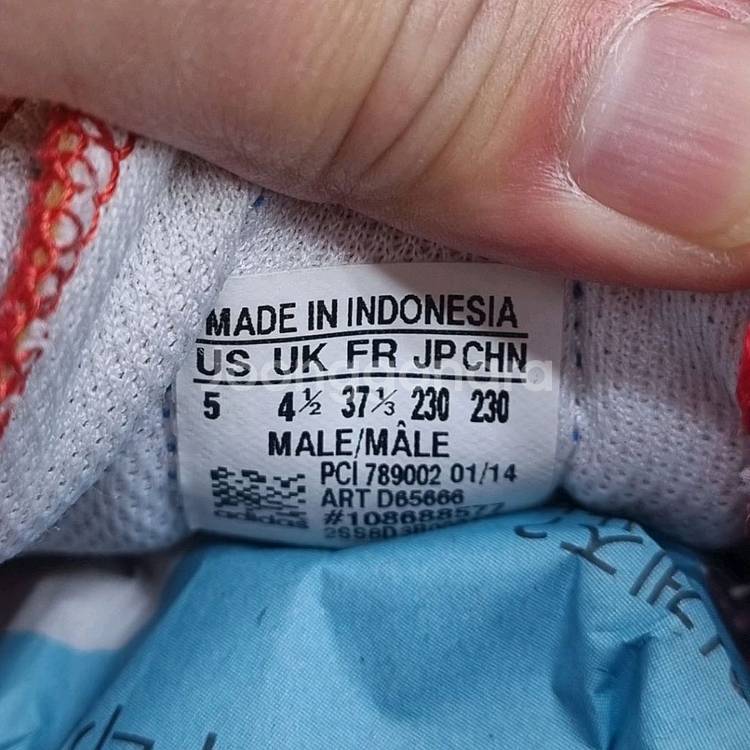 MADE IN INDONESIA
US UK FR JP CHN
5 4½ 37⅓ 230 230
MALE/MÂLE
PCI 789002 01/14
ART D65666
adidas
#108688577